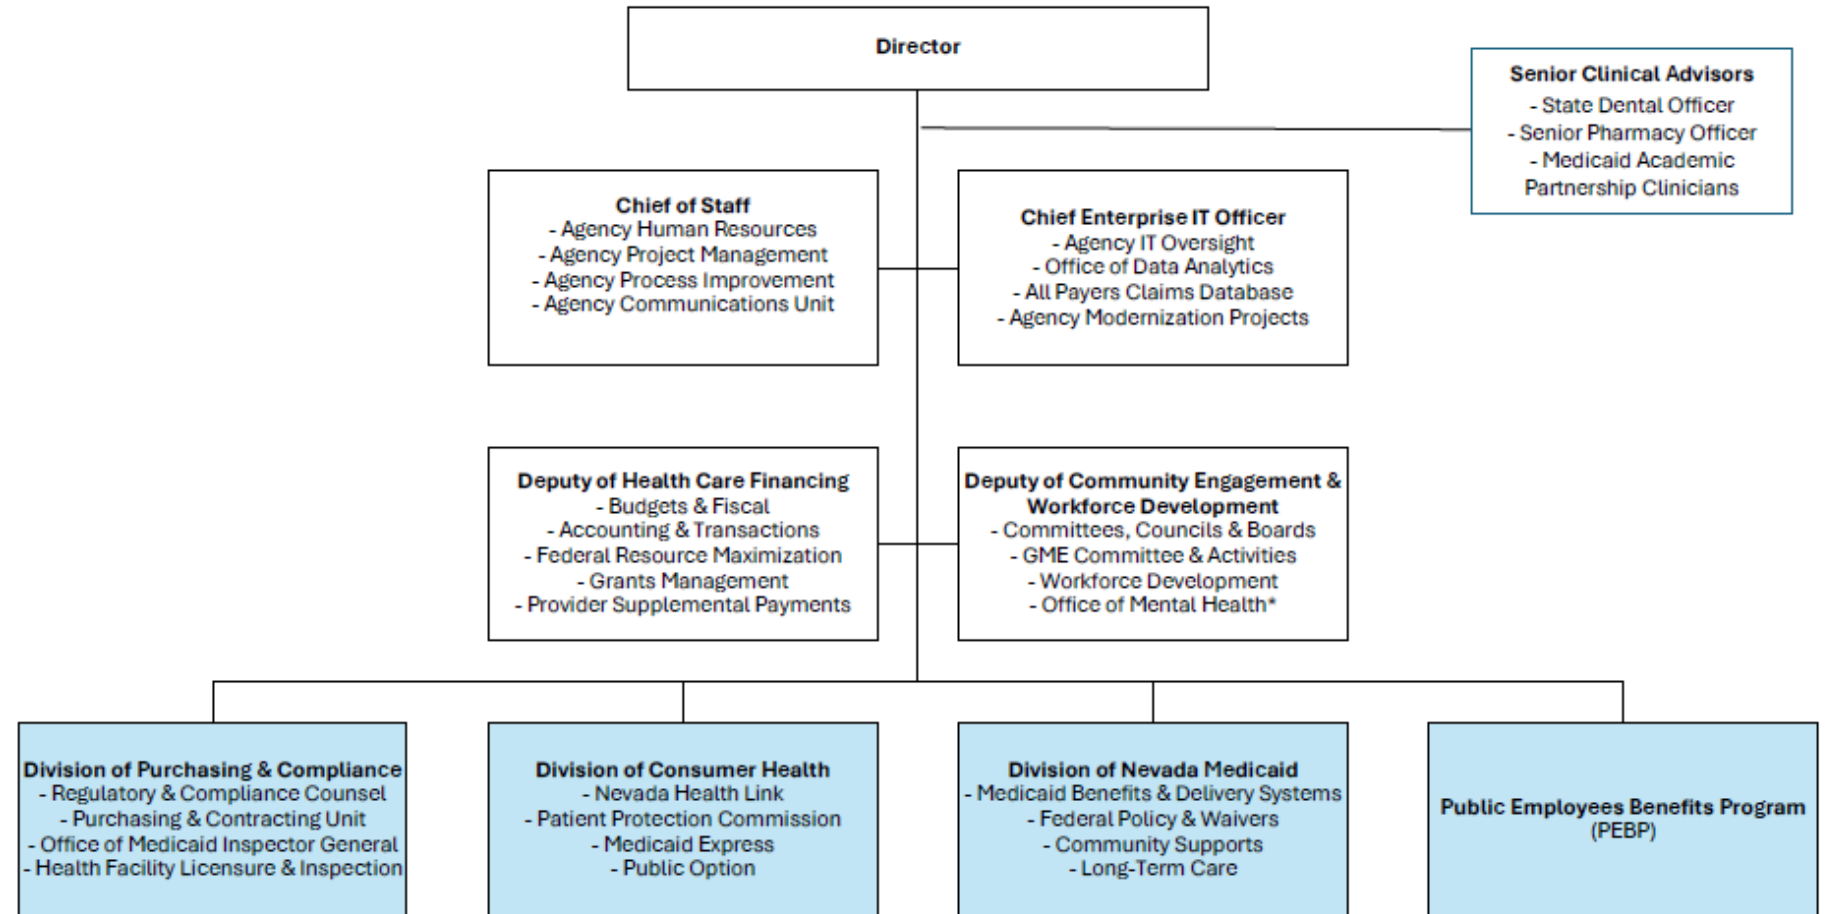 Director
Senior Clinical Advisors
- State Dental Officer
- Senior Pharmacy Officer
- Medicaid Academic
Partnership Clinicians
Chief of Staff
- Agency Human Resources
- Agency Project Management
- Agency Process Improvement
- Agency Communications Unit
Chief Enterprise IT Officer
- Agency IT Oversight
- Office of Data Analytics
- All Payers Claims Database
- Agency Modernization Projects
Deputy of Health Care Financing
- Budgets & Fiscal
- Accounting & Transactions
- Federal Resource Maximization
- Grants Management
- Provider Supplemental Payments
Deputy of Community Engagement &
Workforce Development
- Committees, Councils & Boards
- GME Committee & Activities
- Workforce Development
- Office of Mental Health*
Division of Purchasing & Compliance
- Regulatory & Compliance Counsel
- Purchasing & Contracting Unit
- Office of Medicaid Inspector General
- Health Facility Licensure & Inspection
Division of Consumer Health
- Nevada Health Link
- Patient Protection Commission
- Medicaid Express
- Public Option
Division of Nevada Medicaid
- Medicaid Benefits & Delivery Systems
- Federal Policy & Waivers
- Community Supports
- Long-Term Care
Public Employees Benefits Program
(PEBP)